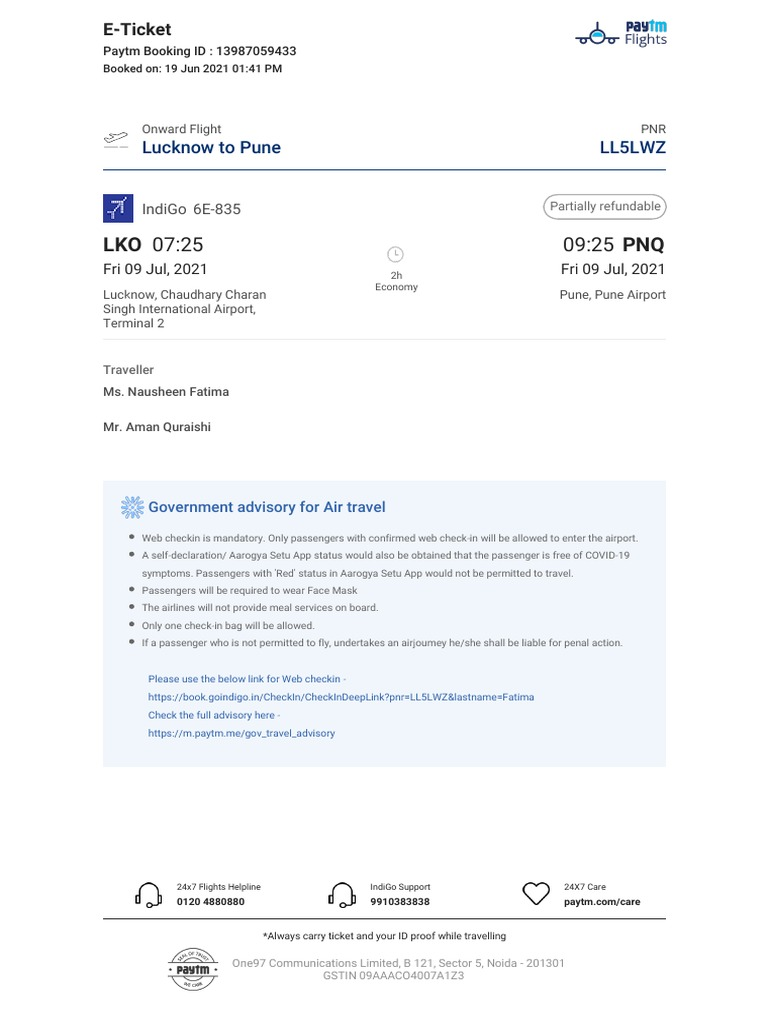 E-Ticket
Paytm Booking ID : 13987059433
Booked on: 19 Jun 2021 01:41 PM
paytm
Flights
Onward Flight
PNR
Lucknow to Pune
LL5LWZ
IndiGo 6E-835
Partially refundable
LKO 07:25
09:25 PNQ
Fri 09 Jul, 2021
2h
Fri 09 Jul, 2021
Economy
Lucknow, Chaudhary Charan
Singh International Airport,
Terminal 2
Pune, Pune Airport
Traveller
Ms. Nausheen Fatima
Mr. Aman Quraishi
Government advisory for Air travel
• Web checkin is mandatory. Only passengers with confirmed web check-in will be allowed to enter the airport.
• A self-declaration/ Aarogya Setu App status would also be obtained that the passenger is free of COVID-19
symptoms. Passengers with 'Red' status in Aarogya Setu App would not be permitted to travel.
• Passengers will be required to wear Face Mask
• The airlines will not provide meal services on board.
• Only one check-in bag will be allowed.
• If a passenger who is not permitted to fly, undertakes an airjourney he/she shall be liable for penal action.
Please use the below link for Web checkin -
https://book.goindigo.in/CheckIn/CheckInDeepLink?pnr=LL5LWZ&lastname=Fatima
Check the full advisory here -
https://m.paytm.me/gov_travel_advisory
24x7 Flights Helpline
0120 4880880
IndiGo Support
9910383838
24X7 Care
paytm.com/care
*Always carry ticket and your ID proof while travelling
SEAL OF TRUST
paytm
WE CARE
One97 Communications Limited, B 121, Sector 5, Noida - 201301
GSTIN 09AAACO4007A1Z3